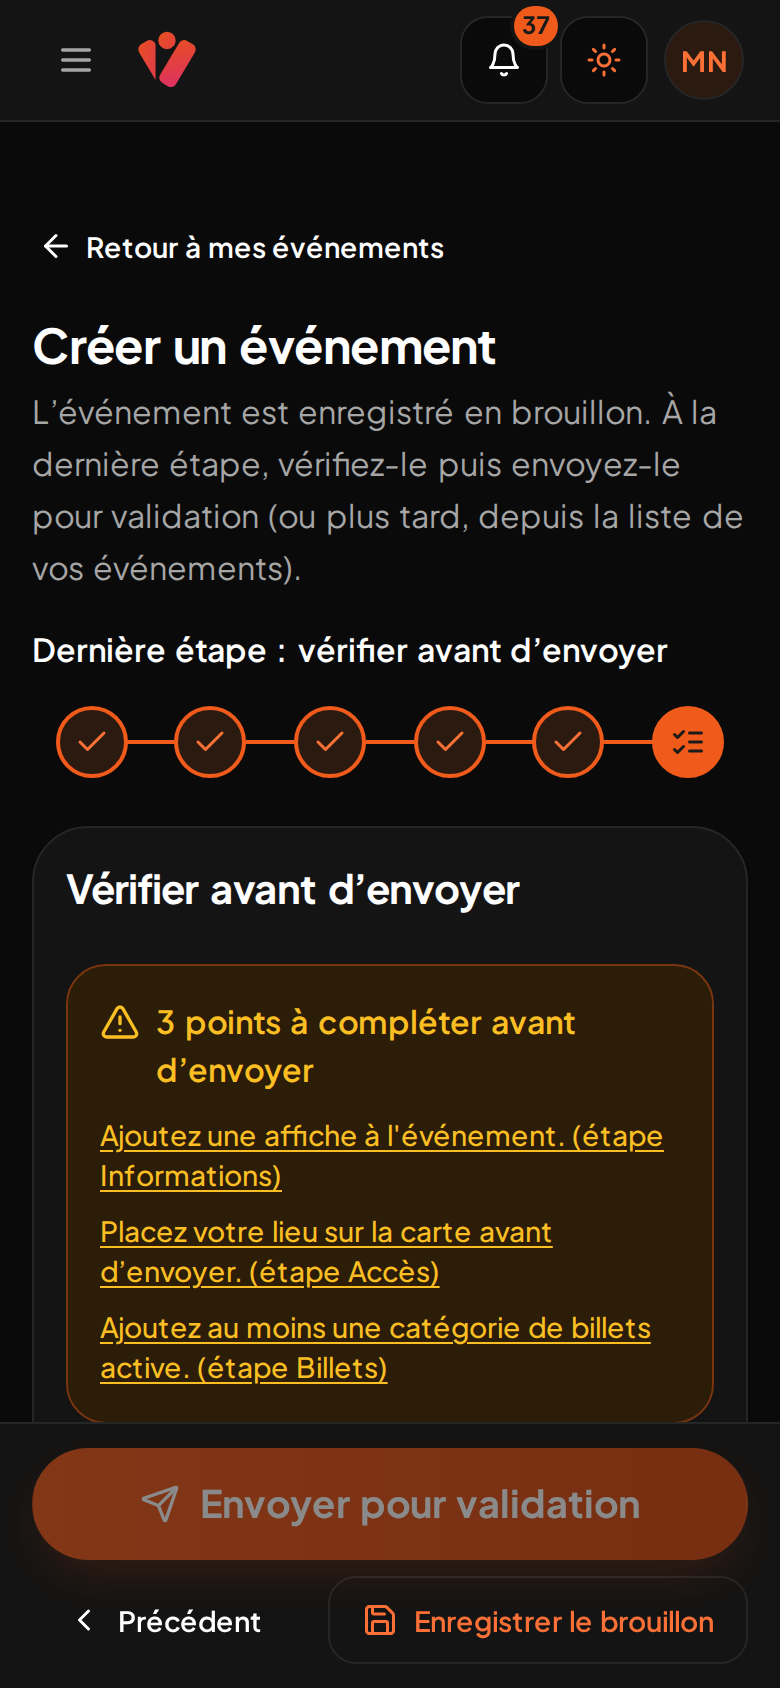 37
MN
Retour à mes événements
Créer un événement
L’événement est enregistré en brouillon. À la
dernière étape, vérifiez-le puis envoyez-le
pour validation (ou plus tard, depuis la liste de
vos événements).
Dernière étape : vérifier avant d’envoyer
Vérifier avant d’envoyer
3 points à compléter avant
d’envoyer
Ajoutez une affiche à l'événement. (étape
Informations)
Placez votre lieu sur la carte avant
d’envoyer. (étape Accès)
Ajoutez au moins une catégorie de billets
active. (étape Billets)
Envoyer pour validation
Précédent
Enregistrer le brouillon